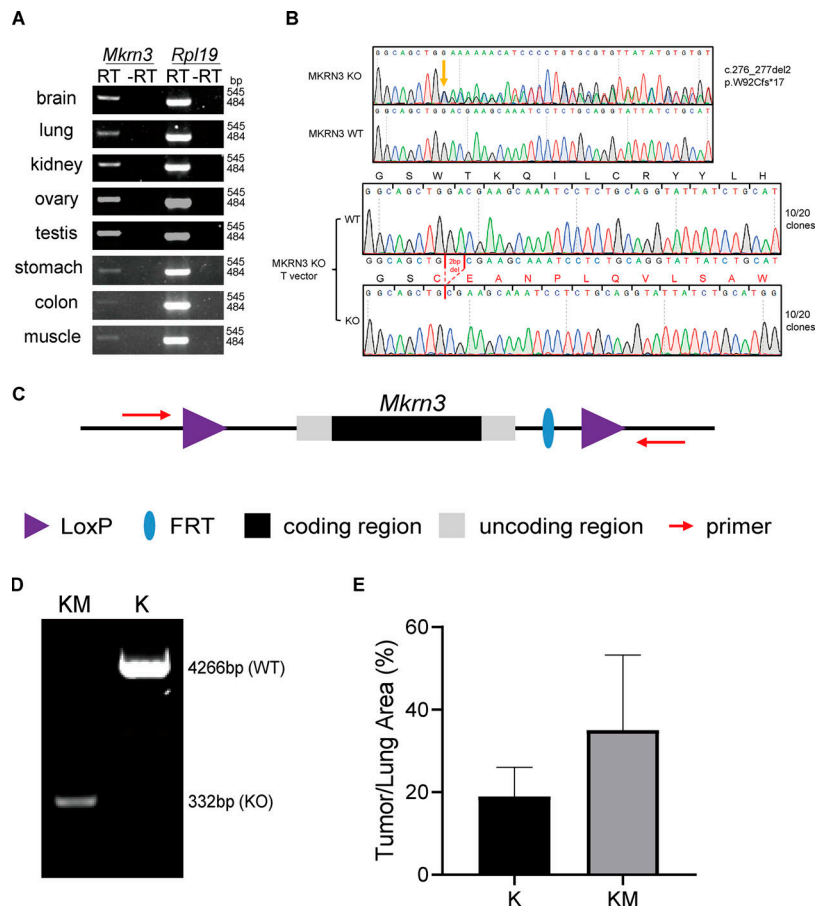 A
Mkrn3 Rpl19
RT -RT RT -RT bp
brain 545 484
lung 545 484
kidney 545 484
ovary 545 484
testis 545 484
stomach 545 484
colon 545 484
muscle 545 484
B
GGCAGCTGGAAAAAACATCCCCTGTGCGTGTTATATGTGTGT
MKRN3 KO
c.276_277del2
p.W92Cfs*17
GGCAGCTGGACGAAGCAAATCCTCTGCAGGTATTATCTGCAT
MKRN3 WT
G S W T K Q I L C R Y Y L H
GGCAGCTGGACGAAGCAAATCCTCTGCAGGTATTATCTGCAT
WT
10/20 clones
MKRN3 KO
T vector
GGCAGCTG 2bp del CGAAGCAAATCCTCTGCAGGTATTATCTGCAT
G S C E A N P L Q V L S A W
GGCAGCTGCGAAGCAAATCCTCTGCAGGTATTATCTGCATGG
KO
10/20 clones
C
Mkrn3
LoxP FRT coding region uncoding region primer
D
KM K
4266bp (WT)
332bp (KO)
E
Tumor/Lung Area (%)
60
40
20
0
K KM